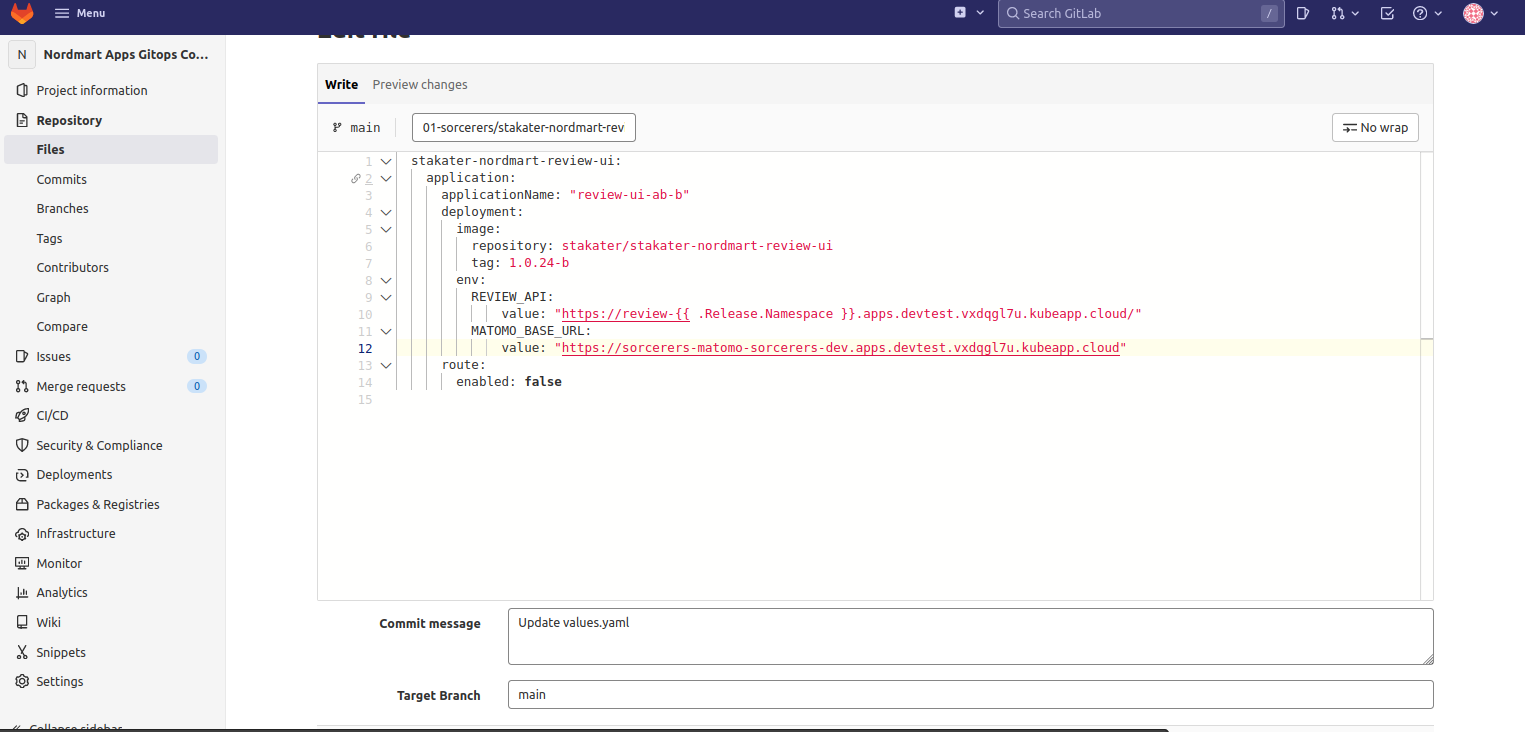 Menu
Search GitLab /
N Nordmart Apps Gitops Co...
Project information
Repository
Files
Commits
Branches
Tags
Contributors
Graph
Compare
Issues 0
Merge requests 0
CI/CD
Security & Compliance
Deployments
Packages & Registries
Infrastructure
Monitor
Analytics
Wiki
Snippets
Settings
Collapse sidebar
Edit File
Write Preview changes
main 01-sorcerers/stakater-nordmart-rev No wrap
1 stakater-nordmart-review-ui:
2 application:
3 applicationName: "review-ui-ab-b"
4 deployment:
5 image:
6 repository: stakater/stakater-nordmart-review-ui
7 tag: 1.0.24-b
8 env:
9 REVIEW_API:
10 value: "https://review-{{ .Release.Namespace }}.apps.devtest.vxdqgl7u.kubeapp.cloud/"
11 MATOMO_BASE_URL:
12 value: "https://sorcerers-matomo-sorcerers-dev.apps.devtest.vxdqgl7u.kubeapp.cloud"
13 route:
14 enabled: false
15
Commit message Update values.yaml
Target Branch main